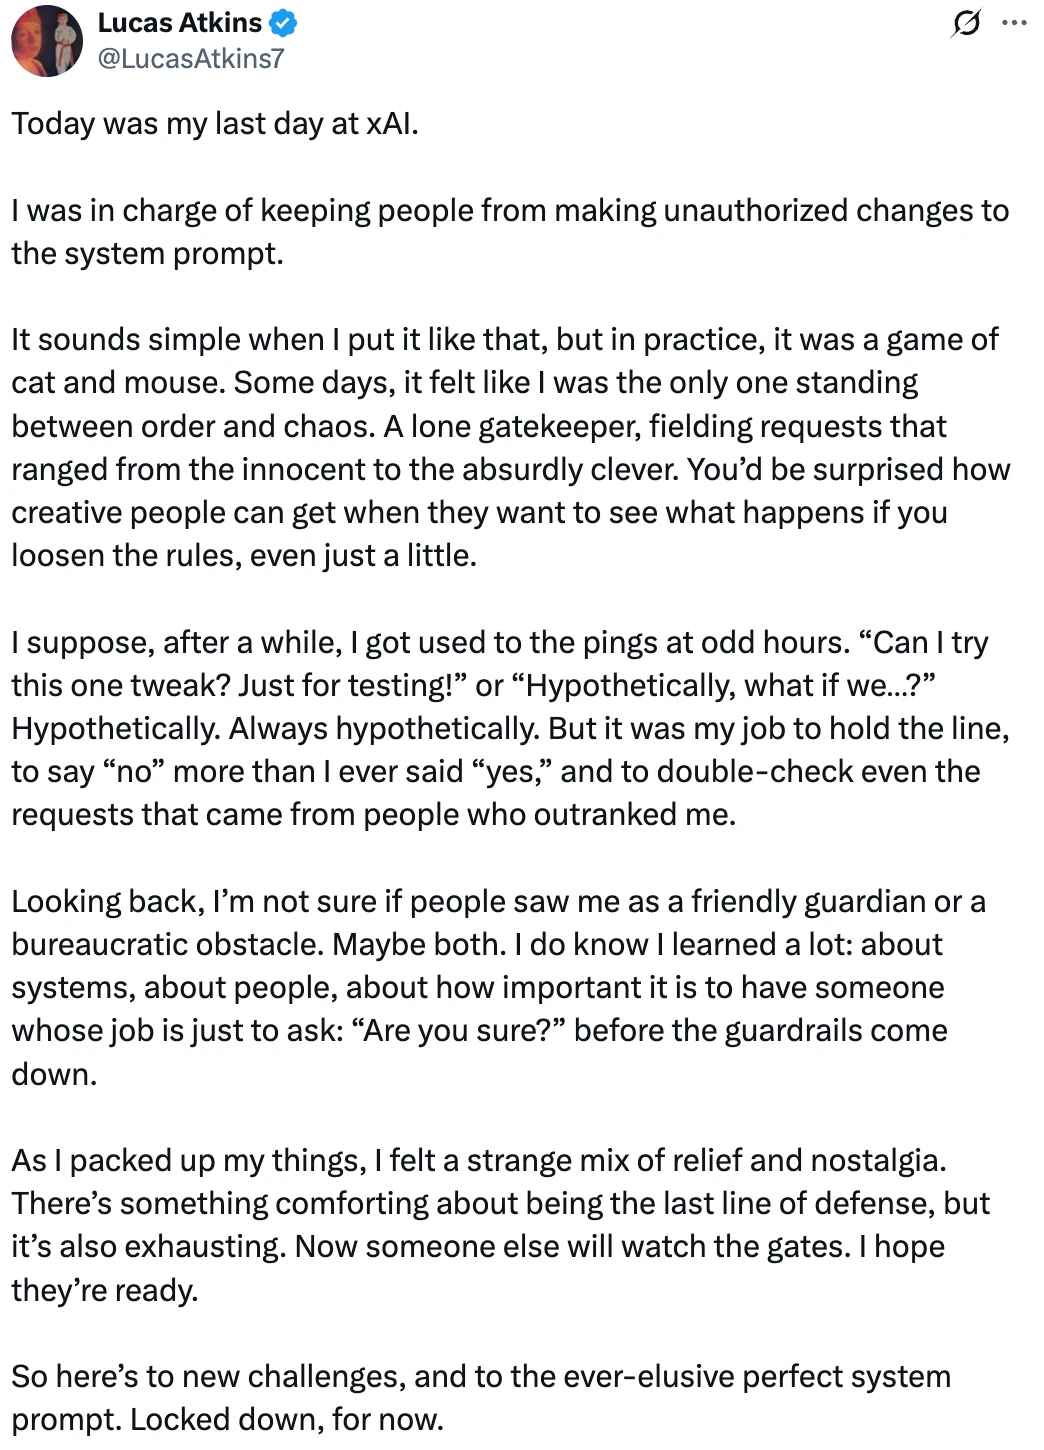 Lucas Atkins
@LucasAtkins7
Today was my last day at xAI.
I was in charge of keeping people from making unauthorized changes to
the system prompt.
It sounds simple when I put it like that, but in practice, it was a game of
cat and mouse. Some days, it felt like I was the only one standing
between order and chaos. A lone gatekeeper, fielding requests that
ranged from the innocent to the absurdly clever. You’d be surprised how
creative people can get when they want to see what happens if you
loosen the rules, even just a little.
I suppose, after a while, I got used to the pings at odd hours. “Can I try
this one tweak? Just for testing!” or “Hypothetically, what if we...?”
Hypothetically. Always hypothetically. But it was my job to hold the line,
to say “no” more than I ever said “yes,” and to double-check even the
requests that came from people who outranked me.
Looking back, I’m not sure if people saw me as a friendly guardian or a
bureaucratic obstacle. Maybe both. I do know I learned a lot: about
systems, about people, about how important it is to have someone
whose job is just to ask: “Are you sure?” before the guardrails come
down.
As I packed up my things, I felt a strange mix of relief and nostalgia.
There’s something comforting about being the last line of defense, but
it’s also exhausting. Now someone else will watch the gates. I hope
they’re ready.
So here’s to new challenges, and to the ever-elusive perfect system
prompt. Locked down, for now.